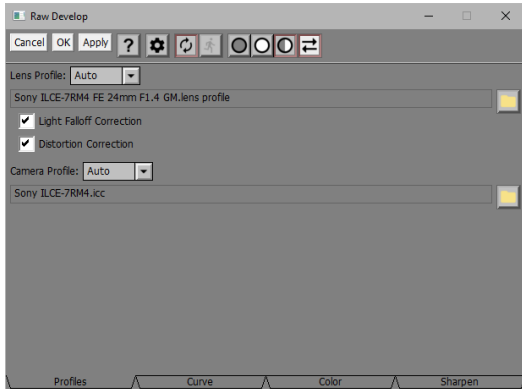 Raw Develop
Cancel OK Apply ?
Lens Profile: Auto
Sony ILCE-7RM4 FE 24mm F1.4 GM.lens profile
Light Falloff Correction
Distortion Correction
Camera Profile: Auto
Sony ILCE-7RM4.icc
Profiles Curve Color Sharpen